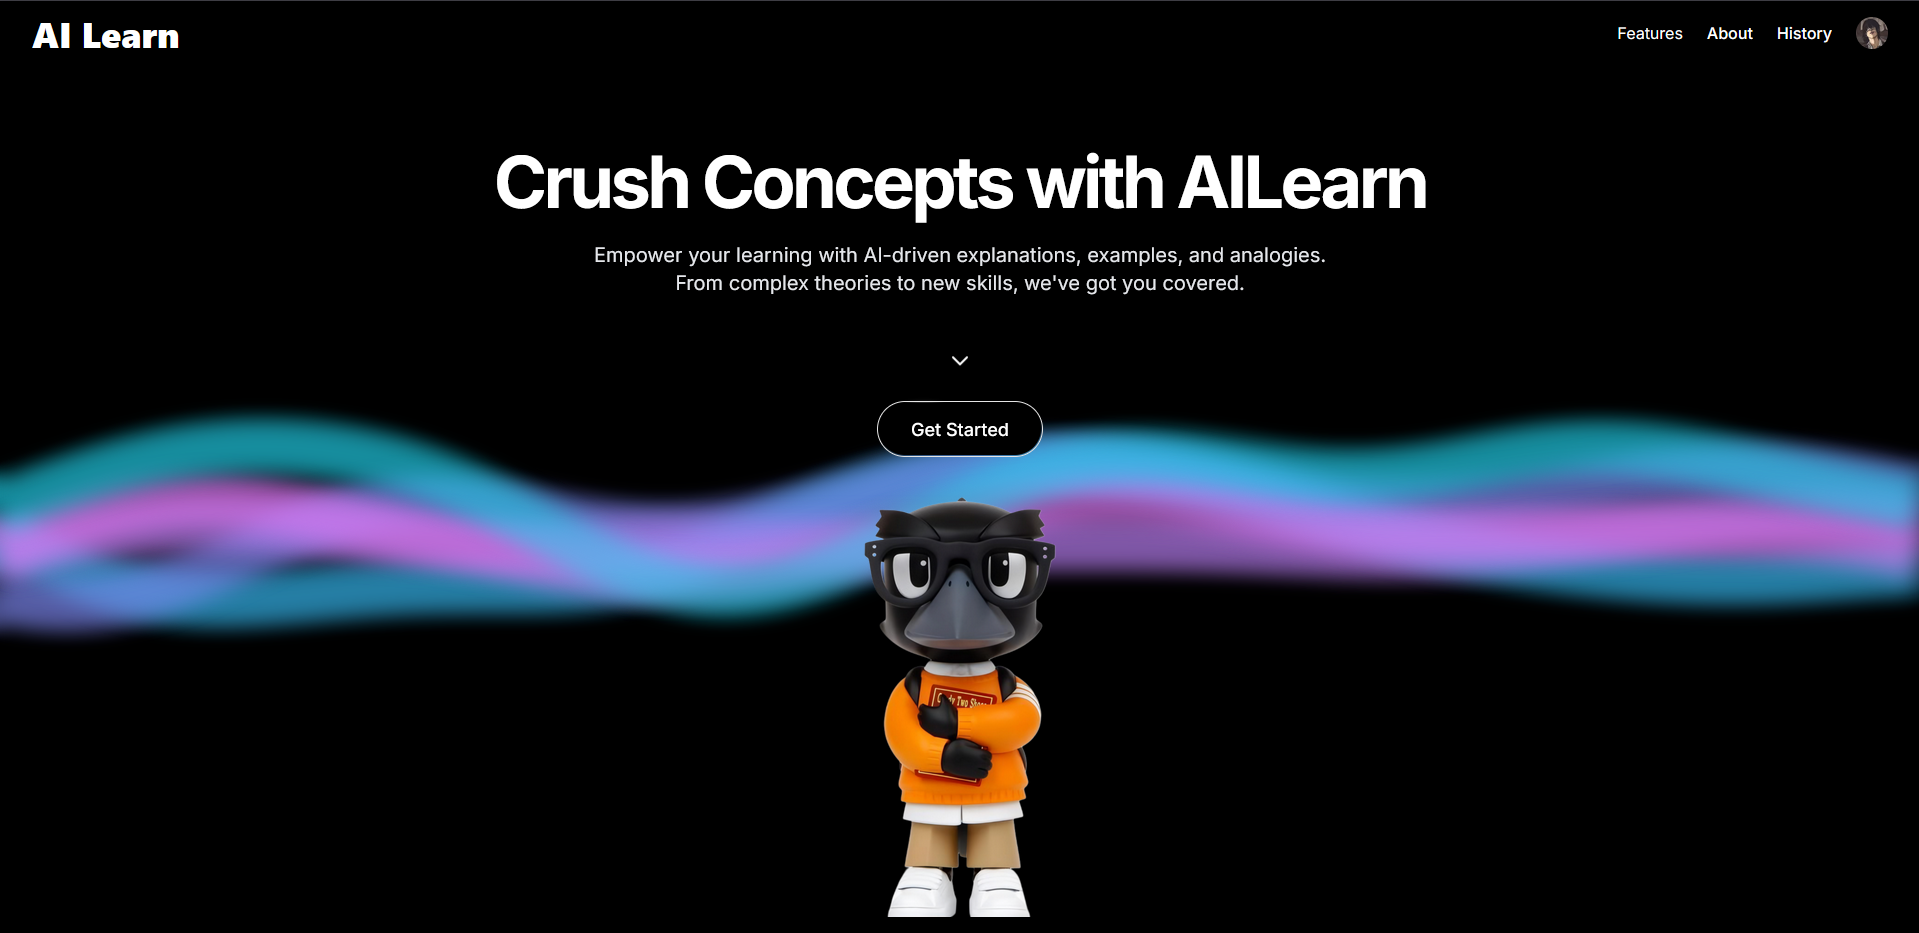 AI Learn
Features About History
Crush Concepts with AILearn
Empower your learning with AI-driven explanations, examples, and analogies.
From complex theories to new skills, we've got you covered.
Get Started
Two